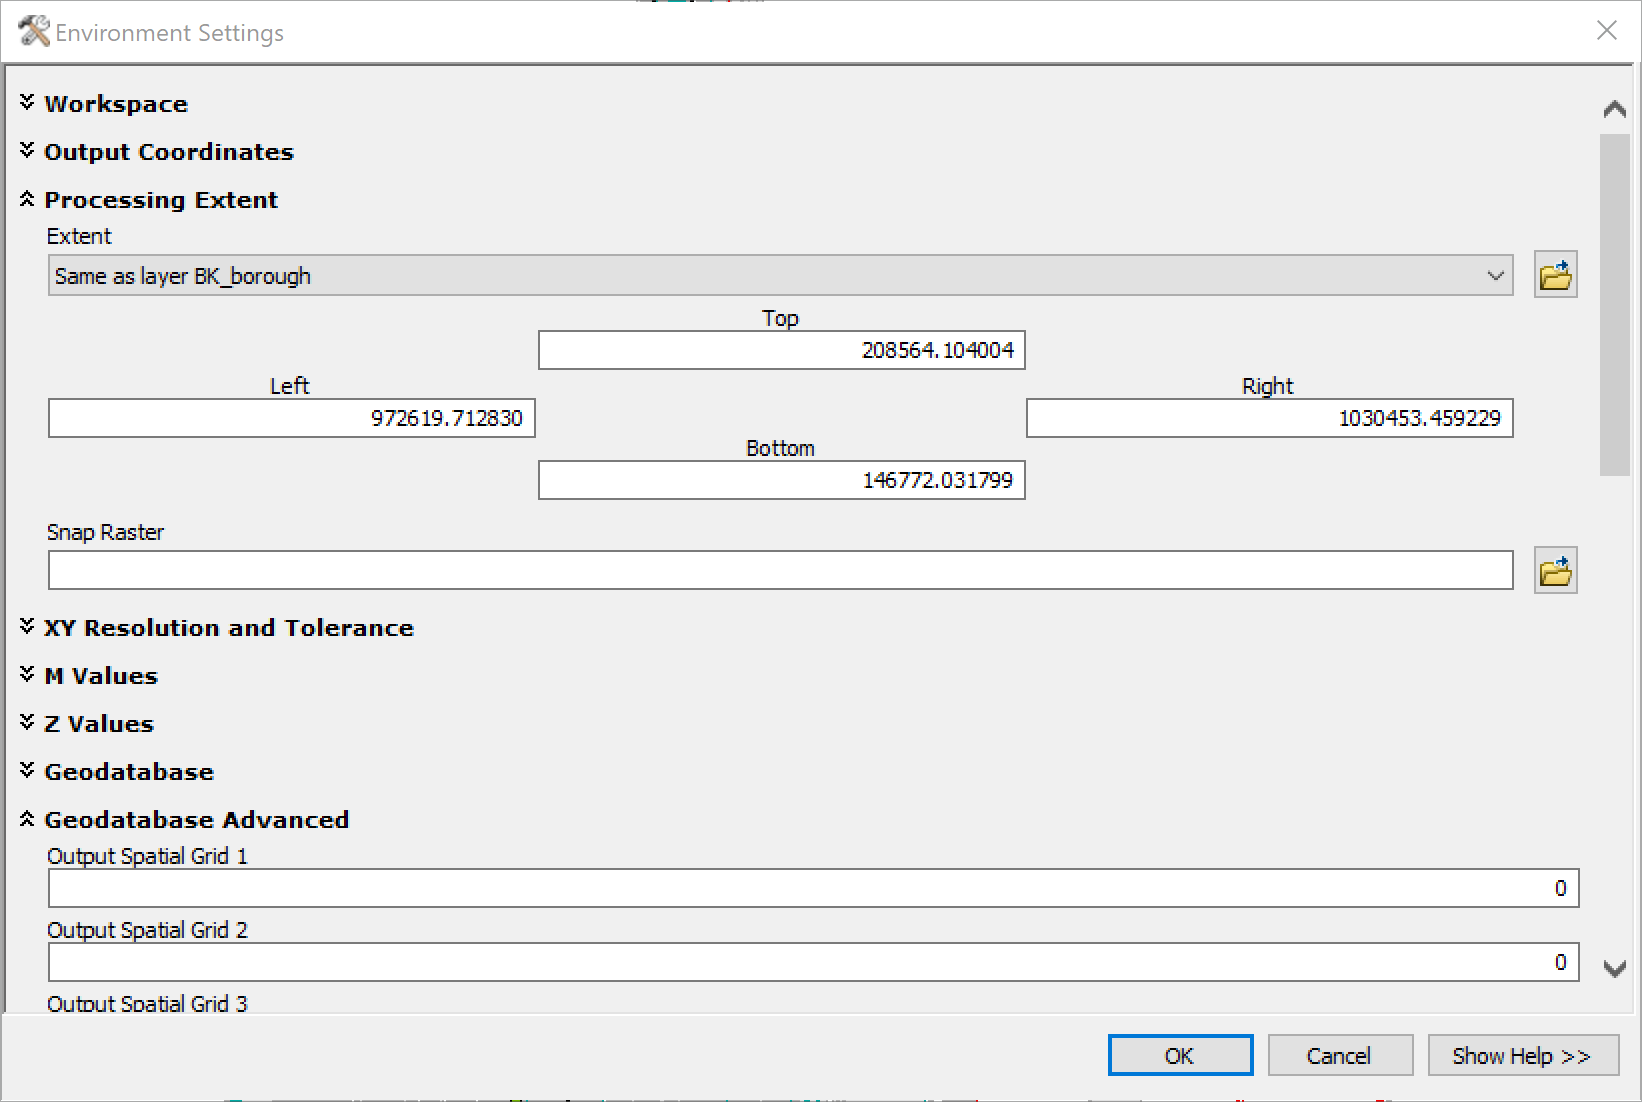 Environment Settings
Workspace
Output Coordinates
Processing Extent
Extent
Same as layer BK_borough
Top
208564.104004
Left
Right
972619.712830
1030453.459229
Bottom
146772.031799
Snap Raster
XY Resolution and Tolerance
M Values
Z Values
Geodatabase
Geodatabase Advanced
Output Spatial Grid 1
0
Output Spatial Grid 2
0
Output Spatial Grid 3
OK
Cancel
Show Help >>